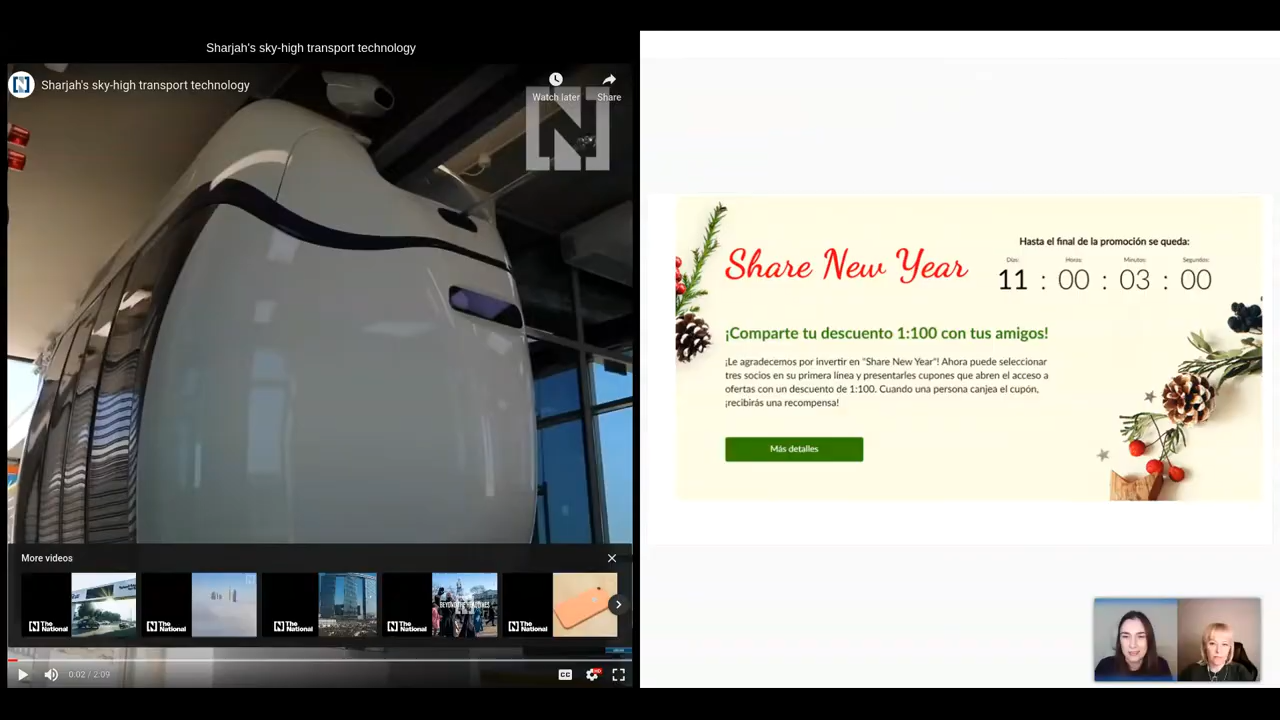 Sharjah's sky-high transport technology
Sharjah's sky-high transport technology
Watch later
Share
N
More videos
The National
The National
The National
BEYOND THE HEADLINES
The National
The National
0:02 / 2:09
CC
HD
Share New Year
Hasta el final de la promoción se queda:
Días: Horas: Minutos: Segundos:
11 : 00 : 03 : 00
¡Comparte tu descuento 1:100 con tus amigos!
¡Le agradecemos por invertir en "Share New Year"! Ahora puede seleccionar
tres socios en su primera línea y presentarles cupones que abren el acceso a
ofertas con un descuento de 1:100. Cuando una persona canjea el cupón,
¡recibirás una recompensa!
Más detalles